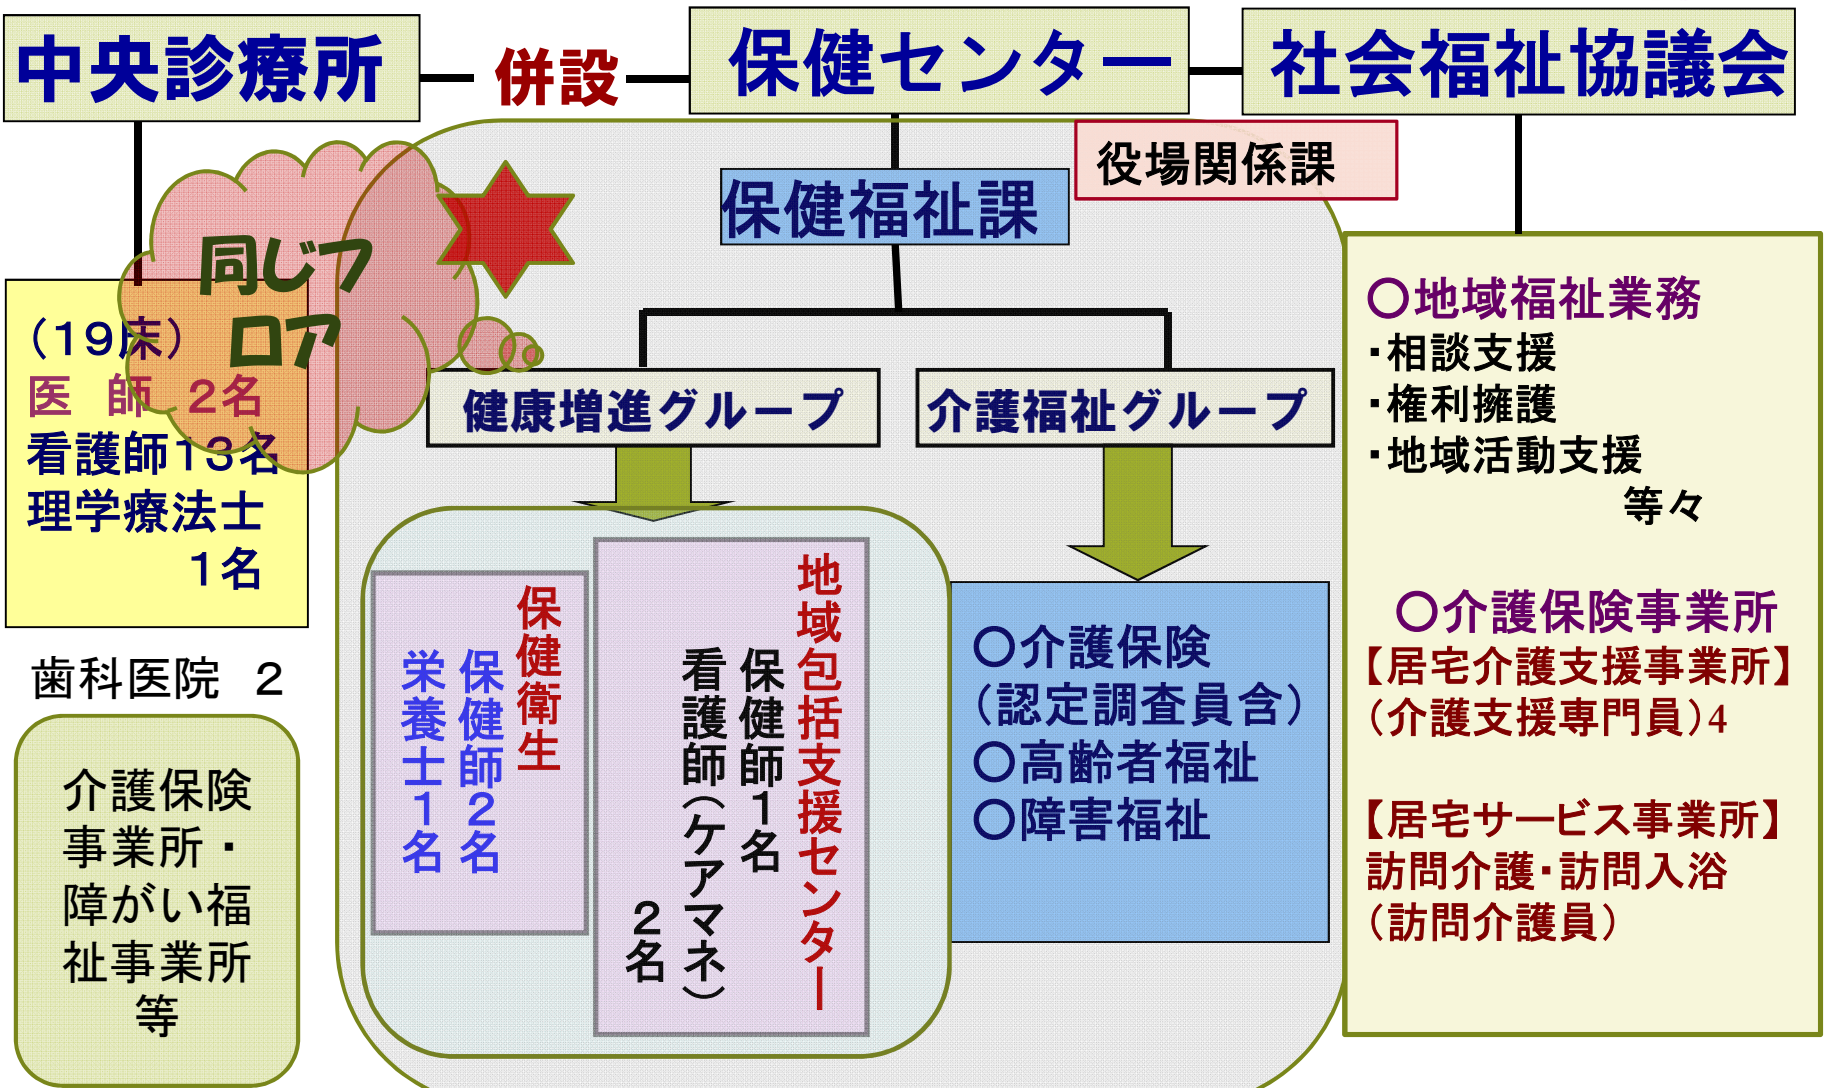 中央診療所
併設
保健センター
社会福祉協議会
役場関係課
保健福祉課
同じフ
ロア
（19床）
医　師　2名
看護師13名
理学療法士
1名
歯科医院　2
介護保険
事業所・
障がい福
祉事業所
等
健康増進グループ
介護福祉グループ
保健衛生
保健師2名
栄養士1名
地域包括支援センター
保健師1名
看護師（ケアマネ）
2名
○介護保険
（認定調査員含）
○高齢者福祉
○障害福祉
○地域福祉業務
・相談支援
・権利擁護
・地域活動支援
等々
○介護保険事業所
【居宅介護支援事業所】
（介護支援専門員）4
【居宅サービス事業所】
訪問介護・訪問入浴
（訪問介護員）